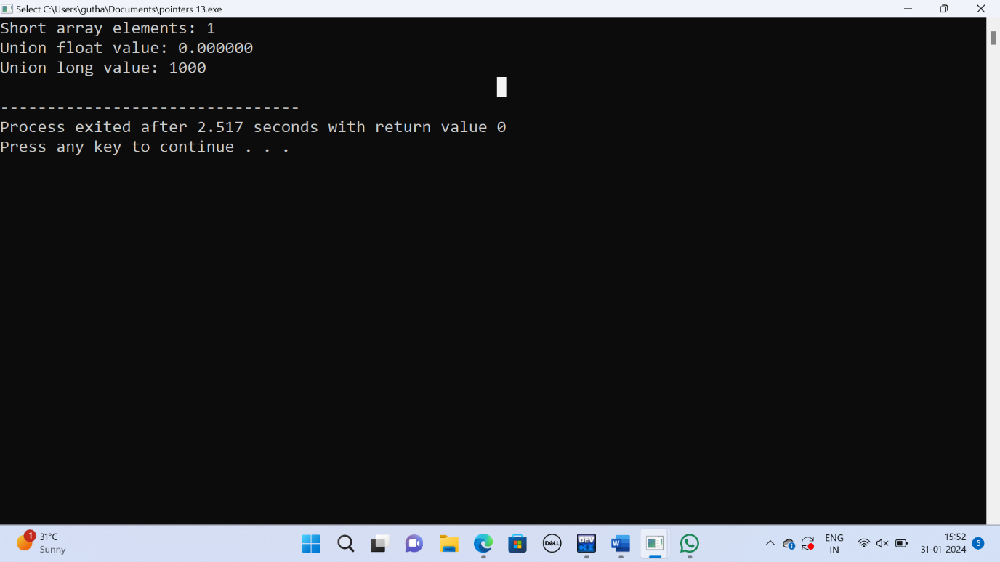 Select C:\Users\gutha\Documents\pointers 13.exe
Short array elements: 1
Union float value: 0.000000
Union long value: 1000
--------------------------------
Process exited after 2.517 seconds with return value 0
Press any key to continue . . .
1
31°C
Sunny
DELL
DEV
C++
W
ENG
IN
15:52
31-01-2024
5